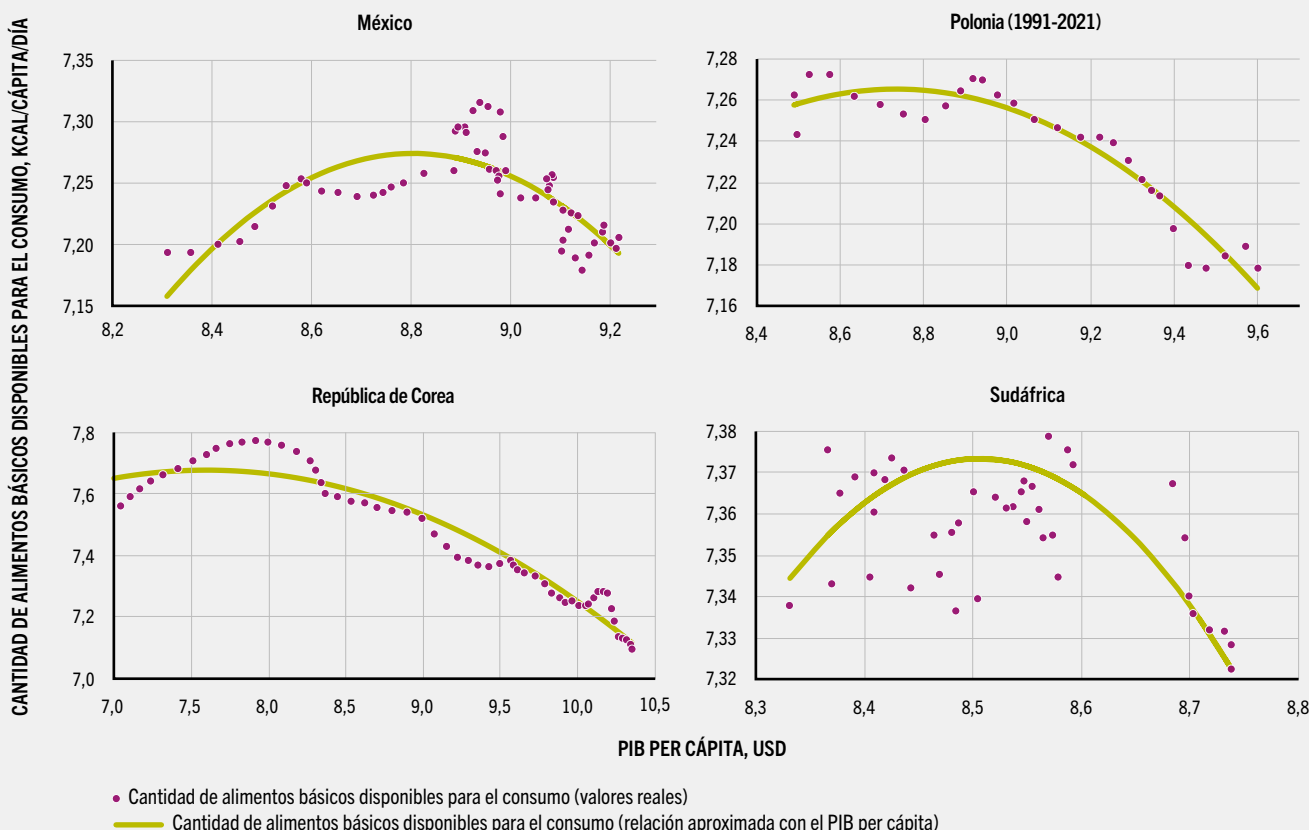 CANTIDAD DE ALIMENTOS BÁSICOS DISPONIBLES PARA EL CONSUMO, KCAL/CÁPITA/DÍA
México
7,35
7,30
7,25
7,20
7,15
8,2 8,4 8,6 8,8 9,0 9,2
Polonia (1991-2021)
7,28
7,26
7,24
7,22
7,20
7,18
7,16
8,4 8,6 8,8 9,0 9,2 9,4 9,6
República de Corea
7,8
7,6
7,4
7,2
7,0
7,0 7,5 8,0 8,5 9,0 9,5 10,0 10,5
Sudáfrica
7,38
7,37
7,36
7,35
7,34
7,33
7,32
8,3 8,4 8,5 8,6 8,7 8,8
PIB PER CÁPITA, USD
Cantidad de alimentos básicos disponibles para el consumo (valores reales)
Cantidad de alimentos básicos disponibles para el consumo (relación aproximada con el PIB per cápita)